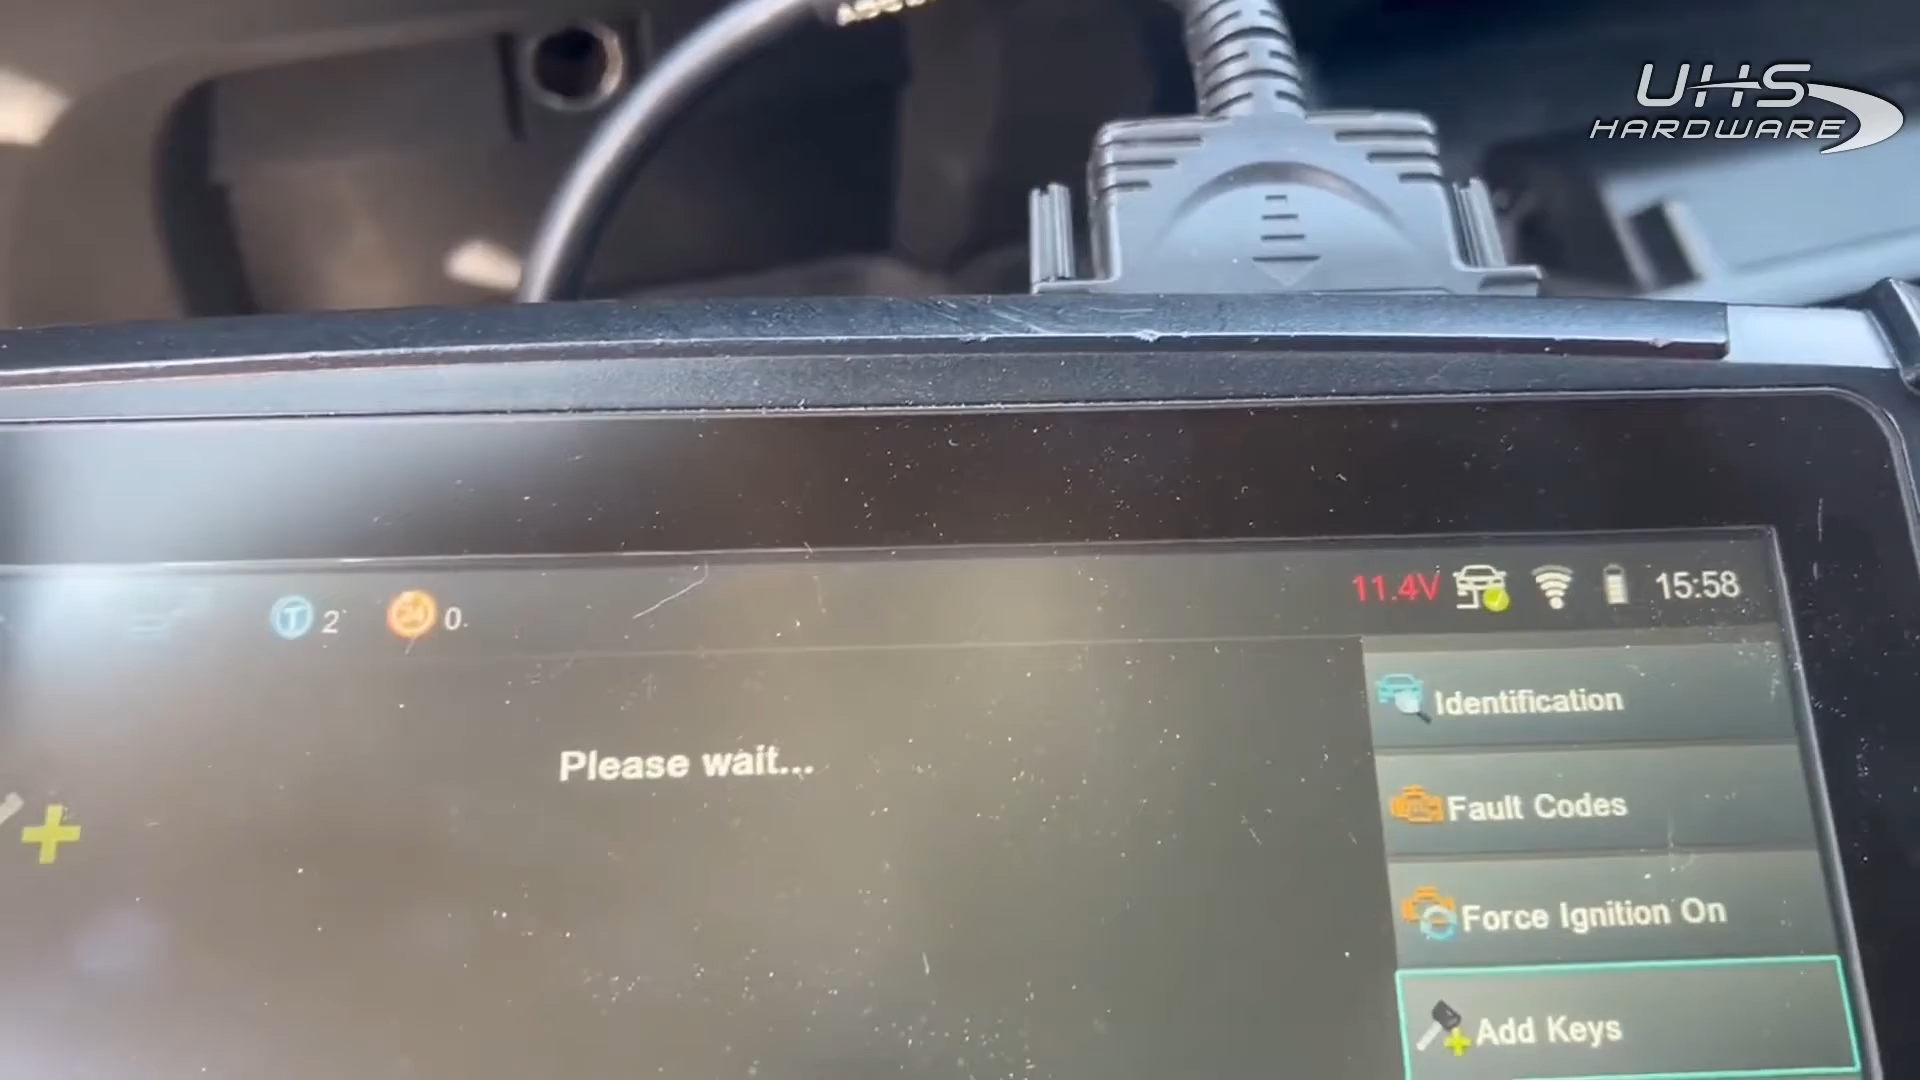 UHS
HARDWARE
2
0
11.4V
15:58
Identification
Please wait...
Fault Codes
Force Ignition On
Add Keys